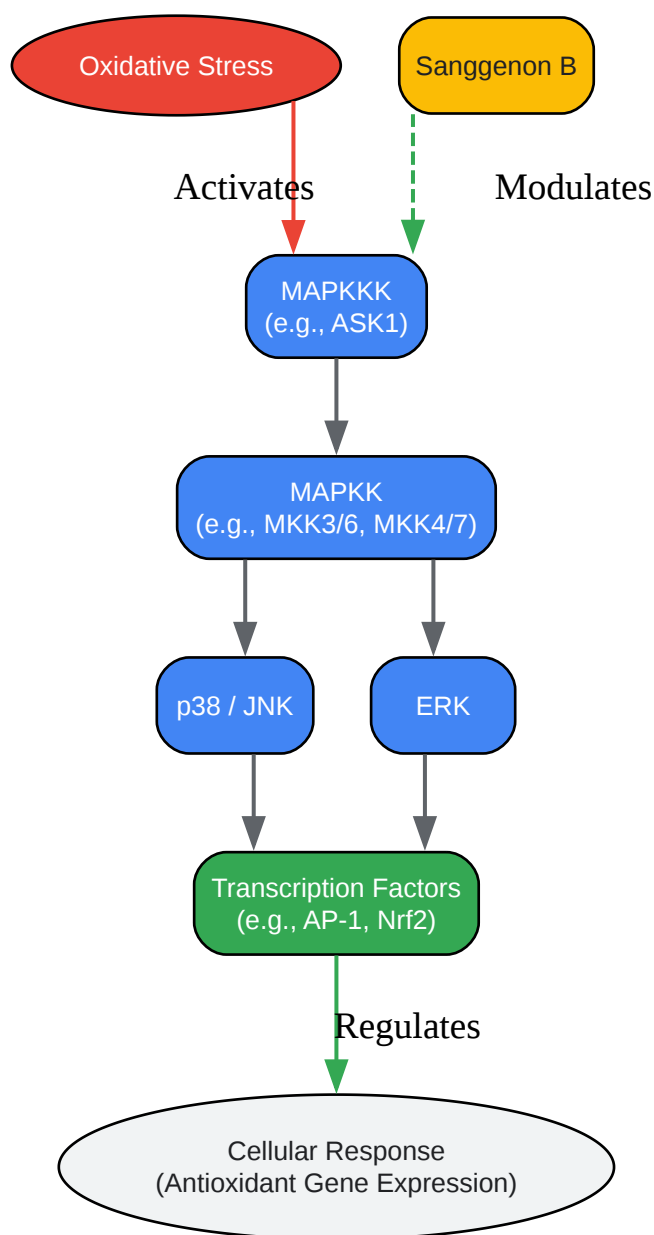 Oxidative Stress
Sanggenon B
Activates
Modulates
MAPKKK
(e.g., ASK1)
MAPKK
(e.g., MKK3/6, MKK4/7)
p38 / JNK
ERK
Transcription Factors
(e.g., AP-1, Nrf2)
Regulates
Cellular Response
(Antioxidant Gene Expression)